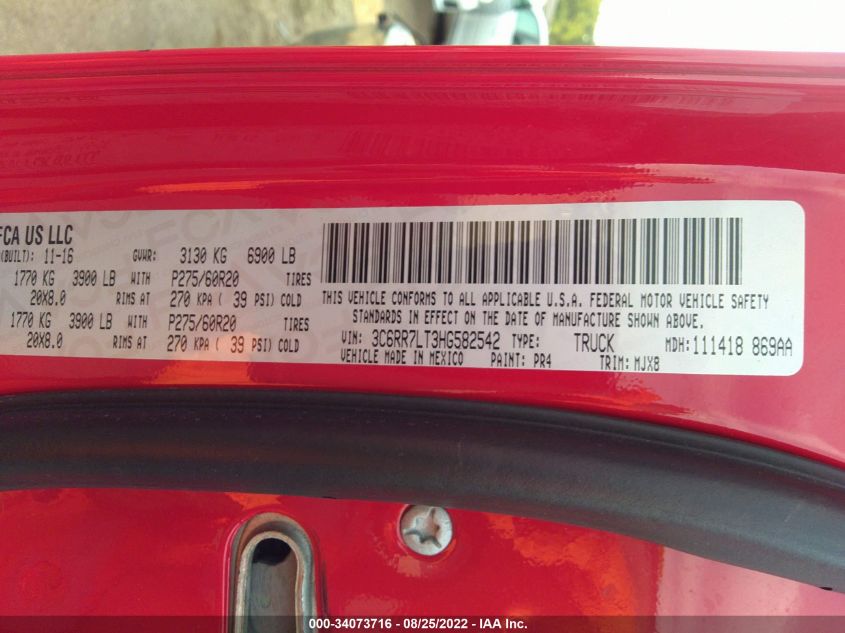 FCA US LLC
(BUILT): 11-16 GVWR: 3130 KG 6900 LB
1770 KG 3900 LB WITH P275/60R20 TIRES
20X8.0 RIMS AT 270 KPA ( 39 PSI) COLD
1770 KG 3900 LB WITH P275/60R20 TIRES
20X8.0 RIMS AT 270 KPA ( 39 PSI) COLD
THIS VEHICLE CONFORMS TO ALL APPLICABLE U.S.A. FEDERAL MOTOR VEHICLE SAFETY
STANDARDS IN EFFECT ON THE DATE OF MANUFACTURE SHOWN ABOVE.
VIN: 3C6RR7LT3HG582542 TYPE: TRUCK MDH: 111418 869AA
VEHICLE MADE IN MEXICO PAINT: PR4 TRIM: MJX8
000-34073716 - 08/25/2022 - IAA Inc.